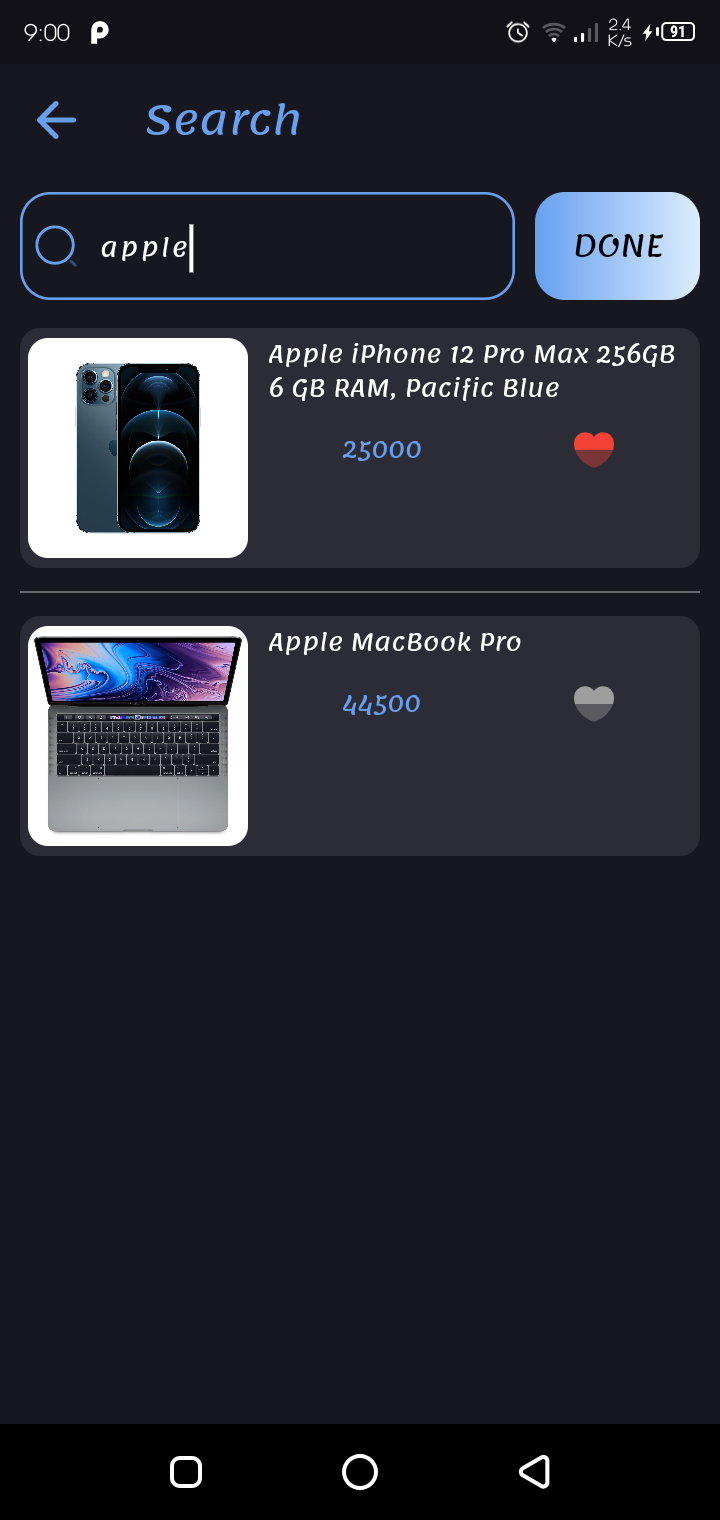 9:00 P 2.4 K/s 91
Search
apple
DONE
Apple iPhone 12 Pro Max 256GB
6 GB RAM, Pacific Blue
25000
Apple MacBook Pro
44500